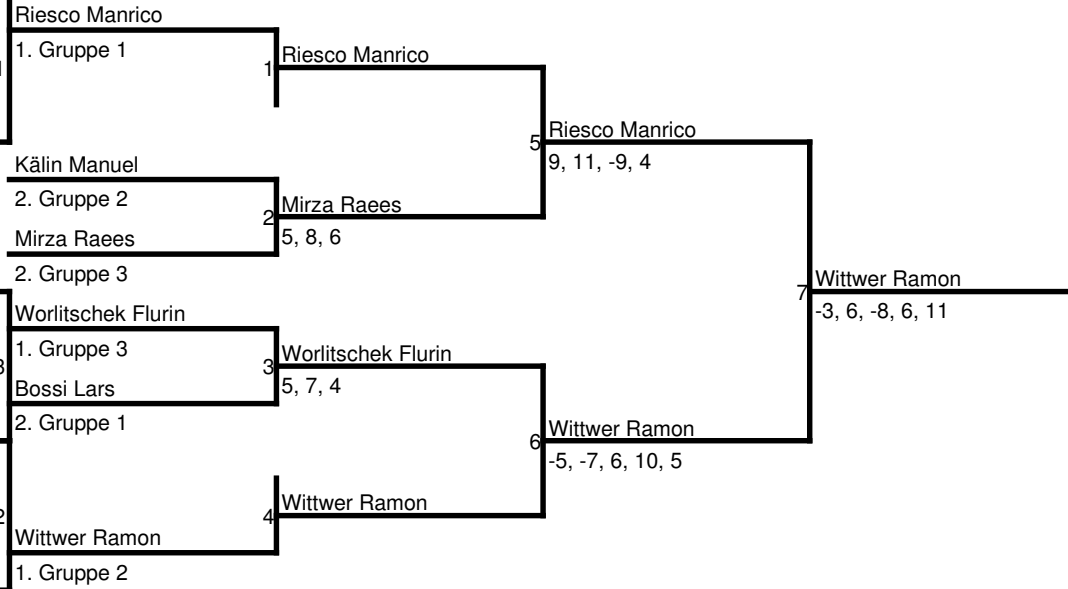 Riesco Manrico
1. Gruppe 1
1
Riesco Manrico
5
Riesco Manrico
9, 11, -9, 4
Kälin Manuel
2. Gruppe 2
2
Mirza Raees
5, 8, 6
Mirza Raees
2. Gruppe 3
7
Wittwer Ramon
-3, 6, -8, 6, 11
Worlitschek Flurin
1. Gruppe 3
3
Worlitschek Flurin
5, 7, 4
Bossi Lars
2. Gruppe 1
6
Wittwer Ramon
-5, -7, 6, 10, 5
4
Wittwer Ramon
Wittwer Ramon
1. Gruppe 2